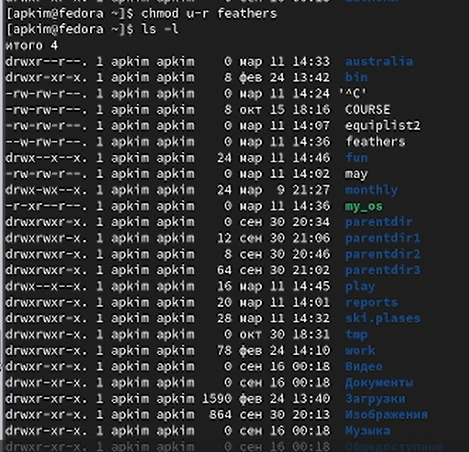 [apkim@fedora ~]$ chmod u-r feathers
[apkim@fedora ~]$ ls -l
итого 4
drwxr--r--. 1 apkim apkim 0 мар 11 14:33 australia
drwxr-xr-x. 1 apkim apkim 8 фев 24 13:42 bin
-rw-rw-r--. 1 apkim apkim 0 мар 11 14:24 '^C'
-rw-rw-r--. 1 apkim apkim 8 окт 15 18:16 COURSE
-rw-rw-r--. 1 apkim apkim 0 мар 11 14:07 equiplist2
--w-rw-r--. 1 apkim apkim 0 мар 11 14:36 feathers
drwx--x--x. 1 apkim apkim 24 мар 11 14:46 fun
-rw-rw-r--. 1 apkim apkim 0 мар 11 14:02 may
drwx-wx--x. 1 apkim apkim 24 мар 9 21:27 monthly
-r-xr--r--. 1 apkim apkim 0 мар 11 14:36 my_os
drwxrwxr-x. 1 apkim apkim 0 сен 30 20:34 parentdir
drwxrwxr-x. 1 apkim apkim 12 сен 30 21:06 parentdir1
drwxrwxr-x. 1 apkim apkim 8 сен 30 20:46 parentdir2
drwxrwxr-x. 1 apkim apkim 64 сен 30 21:02 parentdir3
drwx--x--x. 1 apkim apkim 16 мар 11 14:45 play
drwxrwxr-x. 1 apkim apkim 20 мар 11 14:01 reports
drwxrwxr-x. 1 apkim apkim 28 мар 11 14:32 ski.plases
drwxrwxr-x. 1 apkim apkim 0 окт 30 18:31 tmp
drwxrwxr-x. 1 apkim apkim 78 фев 24 14:10 work
drwxr-xr-x. 1 apkim apkim 0 сен 16 00:18 Видео
drwxr-xr-x. 1 apkim apkim 0 сен 16 00:18 Документы
drwxr-xr-x. 1 apkim apkim 1590 фев 24 13:40 Загрузки
drwxr-xr-x. 1 apkim apkim 864 сен 30 20:13 Изображения
drwxr-xr-x. 1 apkim apkim 0 сен 16 00:18 Музыка
drwxr-xr-x. 1 apkim apkim 0 сен 16 00:18 Общедоступные